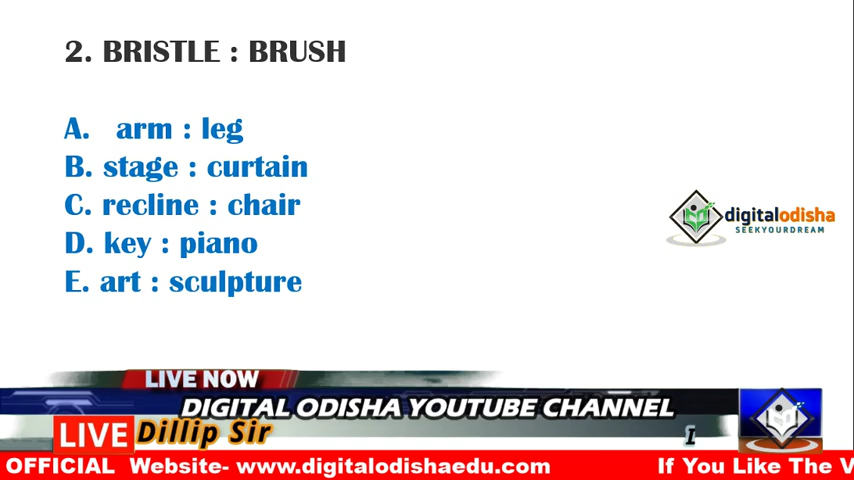 2. BRISTLE : BRUSH
A. arm : leg
B. stage : curtain
C. recline : chair
D. key : piano
E. art : sculpture
digitalodisha
SEEKYOURDREAM
LIVE NOW
DIGITAL ODISHA YOUTUBE CHANNEL
LIVE Dillip Sir
OFFICIAL Website- www.digitalodishaedu.com If You Like The V